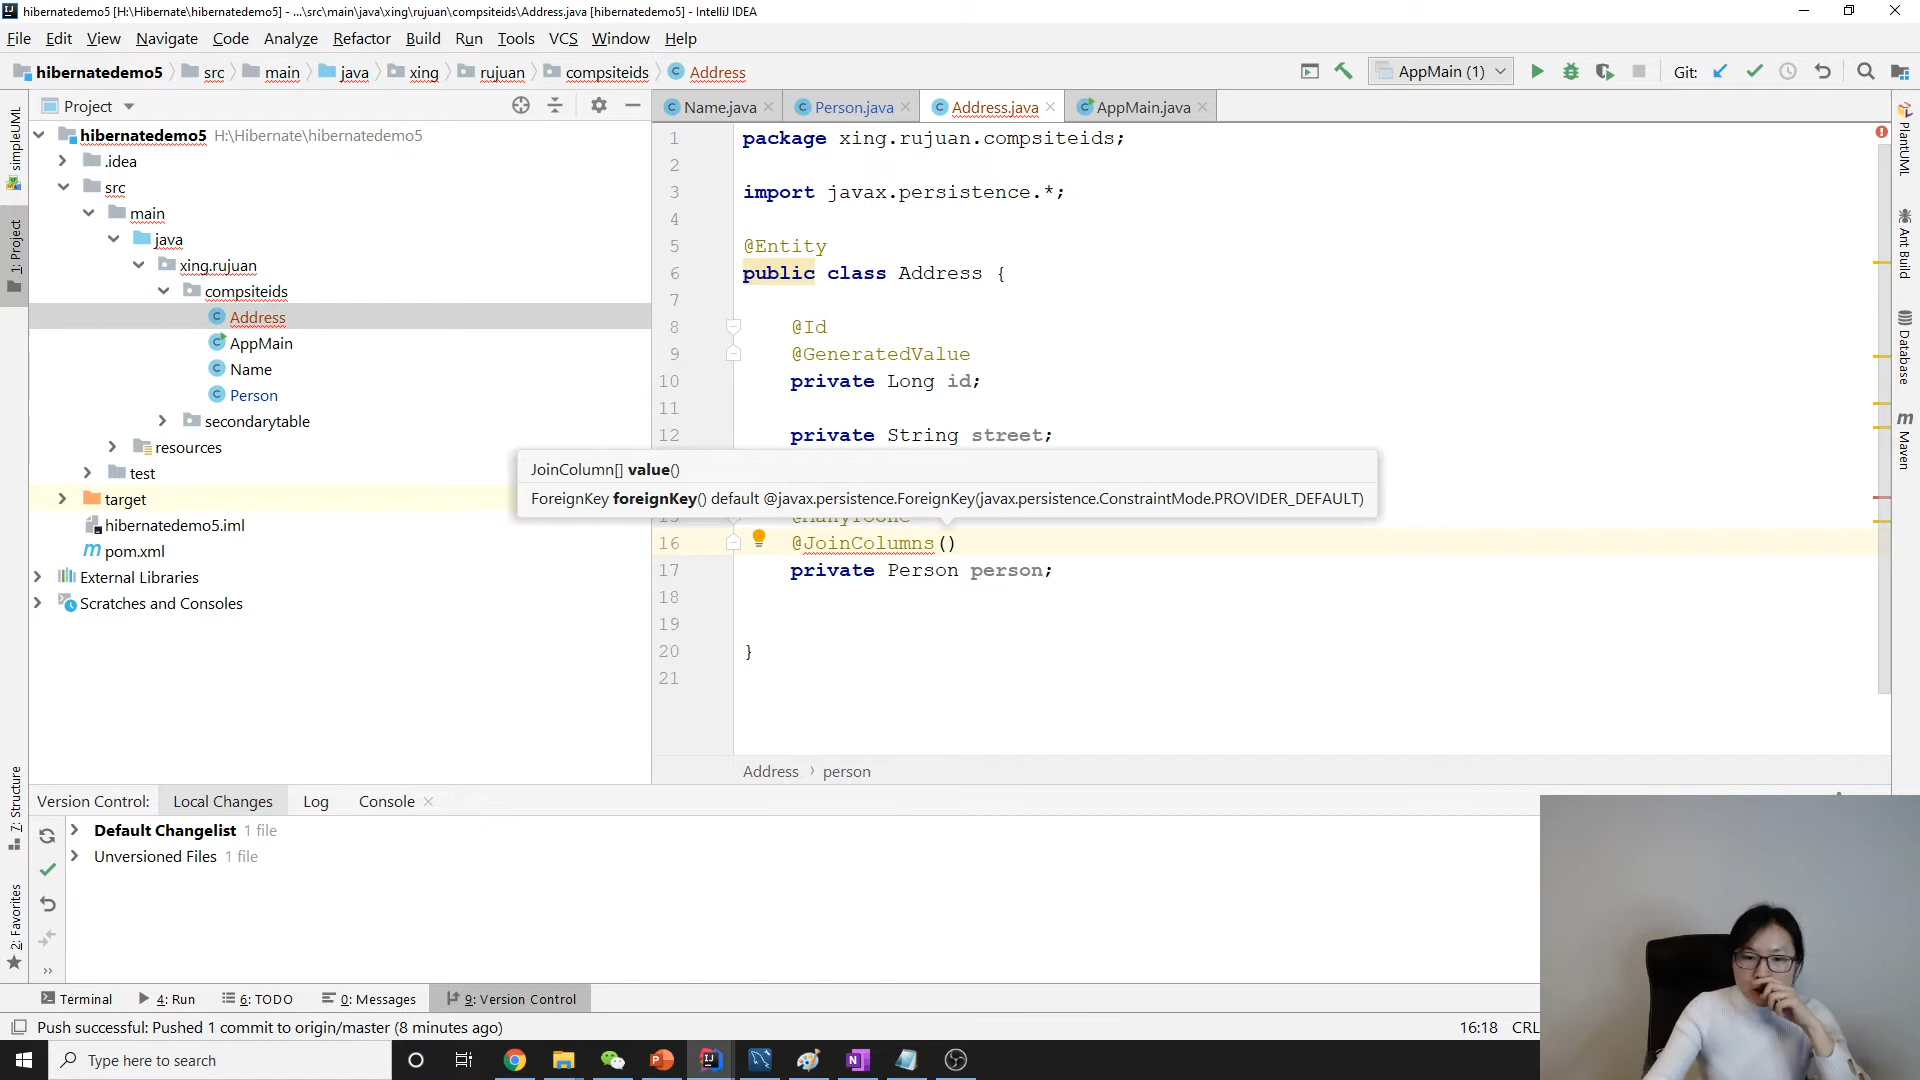 hibernatedemo5 [H:\Hibernate\hibernatedemo5] - ...\src\main\java\xing\rujuan\compsiteids\Address.java [hibernatedemo5] - IntelliJ IDEA
File Edit View Navigate Code Analyze Refactor Build Run Tools VCS Window Help
hibernatedemo5 src main java xing rujuan compsiteids Address AppMain (1) Git:
Project Name.java Person.java Address.java AppMain.java
hibernatedemo5 H:\Hibernate\hibernatedemo5
.idea
src
main
java
xing.rujuan
compsiteids
Address
AppMain
Name
Person
secondarytable
resources
test
target
hibernatedemo5.iml
pom.xml
External Libraries
Scratches and Consoles
simpleUML
1: Project
7: Structure
2: Favorites
1 package xing.rujuan.compsiteids;
2
3 import javax.persistence.*;
4
5 @Entity
6 public class Address {
7
8 @Id
9 @GeneratedValue
10 private Long id;
11
12 private String street;
JoinColumn[] value()
ForeignKey foreignKey() default @javax.persistence.ForeignKey(javax.persistence.ConstraintMode.PROVIDER_DEFAULT)
@ManyToOne
16 @JoinColumns()
17 private Person person;
18
19
20 }
21
Address person
PlantUML
Ant Build
Database
Maven
Version Control: Local Changes Log Console
Default Changelist 1 file
Unversioned Files 1 file
Terminal 4: Run 6: TODO 0: Messages 9: Version Control
Push successful: Pushed 1 commit to origin/master (8 minutes ago) 16:18 CRL
Type here to search